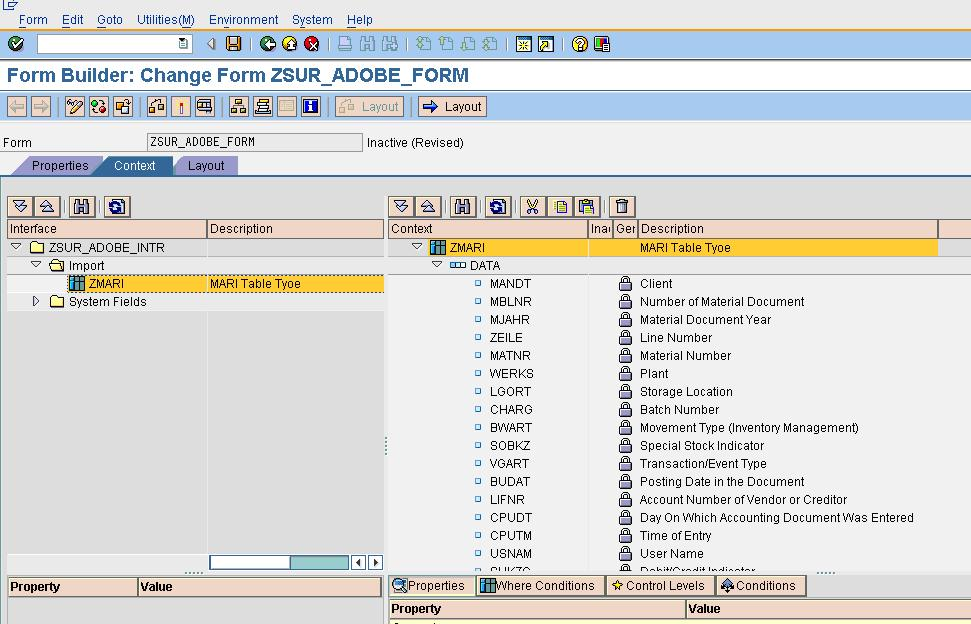 Form Edit Goto Utilities(M) Environment System Help
Form Builder: Change Form ZSUR_ADOBE_FORM
Layout Layout
Form ZSUR_ADOBE_FORM Inactive (Revised)
Properties Context Layout
Interface Description Context Ina Ger Description
ZSUR_ADOBE_INTR ZMARI MARI Table Tyoe
Import DATA
ZMARI MARI Table Tyoe MANDT Client
System Fields MBLNR Number of Material Document
MJAHR Material Document Year
ZEILE Line Number
MATNR Material Number
WERKS Plant
LGORT Storage Location
CHARG Batch Number
BWART Movement Type (Inventory Management)
SOBKZ Special Stock Indicator
VGART Transaction/Event Type
BUDAT Posting Date in the Document
LIFNR Account Number of Vendor or Creditor
CPUDT Day On Which Accounting Document Was Entered
CPUTM Time of Entry
USNAM User Name
SHKZG Debit/Credit Indicator
Property Value Properties Where Conditions Control Levels Conditions
Property Value